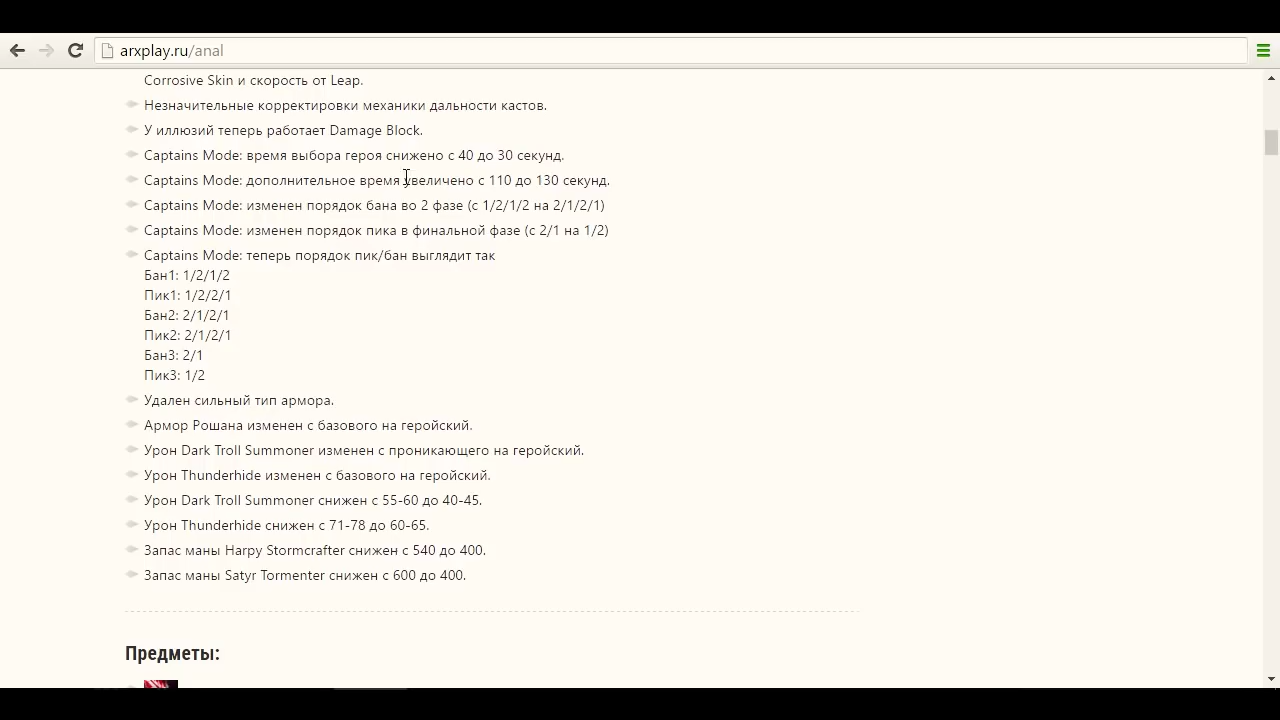 arxplay.ru/anal
Corrosive Skin и скорость от Leap.
Незначительные корректировки механики дальности кастов.
У иллюзий теперь работает Damage Block.
Captains Mode: время выбора героя снижено с 40 до 30 секунд.
Captains Mode: дополнительное время увеличено с 110 до 130 секунд.
Captains Mode: изменен порядок бана во 2 фазе (с 1/2/1/2 на 2/1/2/1)
Captains Mode: изменен порядок пика в финальной фазе (с 2/1 на 1/2)
Captains Mode: теперь порядок пик/бан выглядит так
Бан1: 1/2/1/2
Пик1: 1/2/2/1
Бан2: 2/1/2/1
Пик2: 2/1/2/1
Бан3: 2/1
Пик3: 1/2
Удален сильный тип армора.
Армор Рошана изменен с базового на геройский.
Урон Dark Troll Summoner изменен с проникающего на геройский.
Урон Thunderhide изменен с базового на геройский.
Урон Dark Troll Summoner снижен с 55-60 до 40-45.
Урон Thunderhide снижен с 71-78 до 60-65.
Запас маны Harpy Stormcrafter снижен с 540 до 400.
Запас маны Satyr Tormenter снижен с 600 до 400.
Предметы: